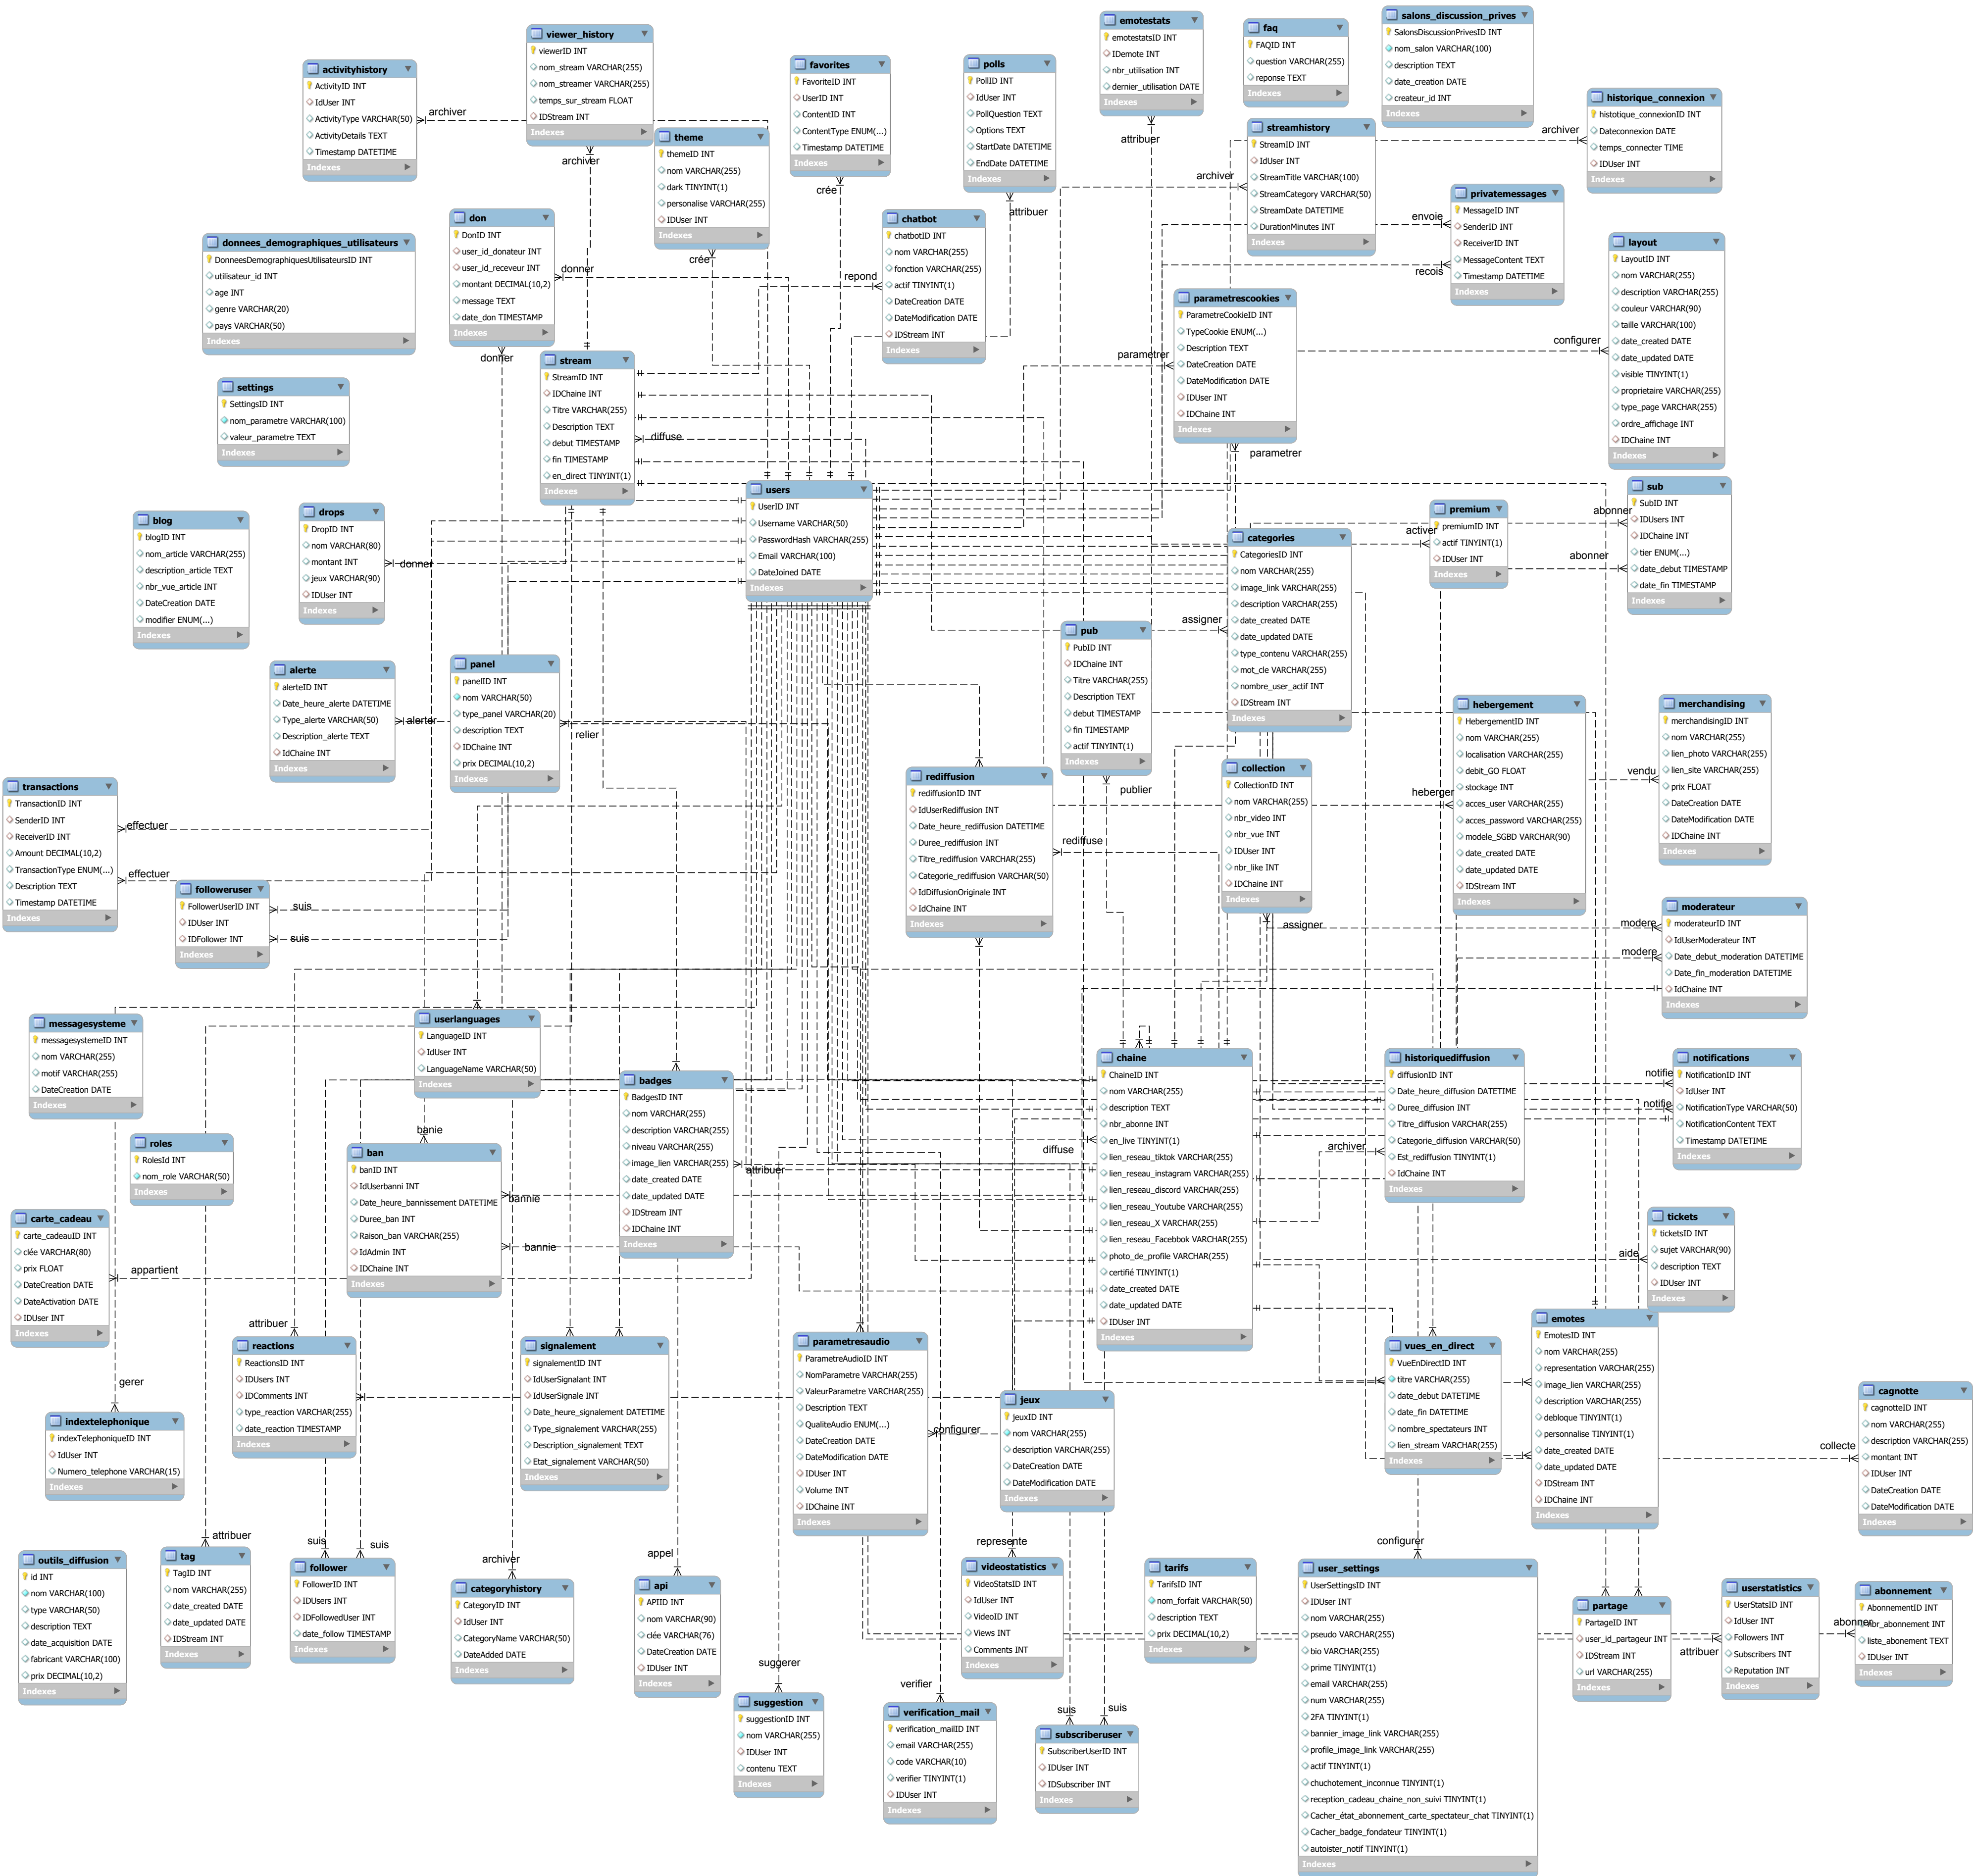 viewer_history
viewerID INT
nom_stream VARCHAR(255)
nom_streamer VARCHAR(255)
temps_sur_stream FLOAT
IDStream INT
Indexes
emotestats
emotestatsID INT
IDemote INT
nbr_utilisation INT
dernier_utilisation DATE
Indexes
faq
FAQID INT
question VARCHAR(255)
reponse TEXT
Indexes
salons_discussion_prives
SalonsDiscussionPrivesID INT
nom_salon VARCHAR(100)
description TEXT
date_creation DATE
createur_id INT
Indexes
activityhistory
ActivityID INT
IdUser INT
ActivityType VARCHAR(50)
ActivityDetails TEXT
Timestamp DATETIME
Indexes
archiver
archiver
favorites
FavoriteID INT
UserID INT
ContentID INT
ContentType ENUM(...)
Timestamp DATETIME
Indexes
crée
polls
PollID INT
IdUser INT
PollQuestion TEXT
Options TEXT
StartDate DATETIME
EndDate DATETIME
Indexes
attribuer
attribuer
historique_connexion
histotique_connexionID INT
Dateconnexion DATE
temps_connecter TIME
IDUser INT
Indexes
archiver
theme
themeID INT
nom VARCHAR(255)
dark TINYINT(1)
personalise VARCHAR(255)
IDUser INT
Indexes
crée
streamhistory
StreamID INT
IdUser INT
StreamTitle VARCHAR(100)
StreamCategory VARCHAR(50)
StreamDate DATETIME
DurationMinutes INT
Indexes
archiver
privatemessages
MessageID INT
SenderID INT
ReceiverID INT
MessageContent TEXT
Timestamp DATETIME
Indexes
envoie
recois
don
DonID INT
user_id_donateur INT
user_id_receveur INT
montant DECIMAL(10,2)
message TEXT
date_don TIMESTAMP
Indexes
donner
donner
chatbot
chatbotID INT
nom VARCHAR(255)
fonction VARCHAR(255)
actif TINYINT(1)
DateCreation DATE
DateModification DATE
IDStream INT
Indexes
repond
donnees_demographiques_utilisateurs
DonneesDemographiquesUtilisateursID INT
utilisateur_id INT
age INT
genre VARCHAR(20)
pays VARCHAR(50)
Indexes
layout
LayoutID INT
nom VARCHAR(255)
description VARCHAR(255)
couleur VARCHAR(90)
taille VARCHAR(100)
date_created DATE
date_updated DATE
visible TINYINT(1)
proprietaire VARCHAR(255)
type_page VARCHAR(255)
ordre_affichage INT
IDChaine INT
Indexes
configurer
parametrescookies
ParametreCookieID INT
TypeCookie ENUM(...)
Description TEXT
DateCreation DATE
DateModification DATE
IDUser INT
IDChaine INT
Indexes
parametrer
parametrer
stream
StreamID INT
IDChaine INT
Titre VARCHAR(255)
Description TEXT
debut TIMESTAMP
fin TIMESTAMP
en_direct TINYINT(1)
Indexes
diffuse
settings
SettingsID INT
nom_parametre VARCHAR(100)
valeur_parametre TEXT
Indexes
users
UserID INT
Username VARCHAR(50)
PasswordHash VARCHAR(255)
Email VARCHAR(100)
DateJoined DATE
Indexes
sub
SubID INT
IDUsers INT
IDChaine INT
tier ENUM(...)
date_debut TIMESTAMP
date_fin TIMESTAMP
Indexes
abonner
abonner
premium
premiumID INT
actif TINYINT(1)
IDUser INT
Indexes
activer
drops
DropID INT
nom VARCHAR(80)
montant INT
jeux VARCHAR(90)
IDUser INT
Indexes
donner
blog
blogID INT
nom_article VARCHAR(255)
description_article TEXT
nbr_vue_article INT
DateCreation DATE
modifier ENUM(...)
Indexes
categories
CategoriesID INT
nom VARCHAR(255)
image_link VARCHAR(255)
description VARCHAR(255)
date_created DATE
date_updated DATE
type_contenu VARCHAR(255)
mot_cle VARCHAR(255)
nombre_user_actif INT
IDStream INT
Indexes
assigner
pub
PubID INT
IDChaine INT
Titre VARCHAR(255)
Description TEXT
debut TIMESTAMP
fin TIMESTAMP
actif TINYINT(1)
Indexes
publier
alerte
alerteID INT
Date_heure_alerte DATETIME
Type_alerte VARCHAR(50)
Description_alerte TEXT
IdChaine INT
Indexes
alerter
panel
panelID INT
nom VARCHAR(50)
type_panel VARCHAR(20)
description TEXT
IDChaine INT
prix DECIMAL(10,2)
Indexes
relier
hebergement
HebergementID INT
nom VARCHAR(255)
localisation VARCHAR(255)
debit_GO FLOAT
stockage INT
acces_user VARCHAR(255)
acces_password VARCHAR(255)
modele_SGBD VARCHAR(90)
date_created DATE
date_updated DATE
IDStream INT
Indexes
heberger
merchandising
merchandisingID INT
nom VARCHAR(255)
lien_photo VARCHAR(255)
lien_site VARCHAR(255)
prix FLOAT
DateCreation DATE
DateModification DATE
IDChaine INT
Indexes
vendu
collection
CollectionID INT
nom VARCHAR(255)
nbr_video INT
nbr_vue INT
IDUser INT
nbr_like INT
IDChaine INT
Indexes
assigner
rediffusion
rediffusionID INT
IdUserRediffusion INT
Date_heure_rediffusion DATETIME
Duree_rediffusion INT
Titre_rediffusion VARCHAR(255)
Categorie_rediffusion VARCHAR(50)
IdDiffusionOriginale INT
IdChaine INT
Indexes
rediffuse
transactions
TransactionID INT
SenderID INT
ReceiverID INT
Amount DECIMAL(10,2)
TransactionType ENUM(...)
Description TEXT
Timestamp DATETIME
Indexes
effectuer
effectuer
followeruser
FollowerUserID INT
IDUser INT
IDFollower INT
Indexes
suis
suis
moderateur
moderateurID INT
IdUserModerateur INT
Date_debut_moderation DATETIME
Date_fin_moderation DATETIME
IdChaine INT
Indexes
modere
modere
messagesysteme
messagesystemeID INT
nom VARCHAR(255)
motif VARCHAR(255)
DateCreation DATE
Indexes
userlanguages
LanguageID INT
IdUser INT
LanguageName VARCHAR(50)
Indexes
badges
BadgesID INT
nom VARCHAR(255)
description VARCHAR(255)
niveau VARCHAR(255)
image_lien VARCHAR(255)
date_created DATE
date_updated DATE
IDStream INT
IDChaine INT
Indexes
attribuer
chaine
ChaineID INT
nom VARCHAR(255)
description TEXT
nbr_abonne INT
en_live TINYINT(1)
lien_reseau_tiktok VARCHAR(255)
lien_reseau_instagram VARCHAR(255)
lien_reseau_discord VARCHAR(255)
lien_reseau_Youtube VARCHAR(255)
lien_reseau_X VARCHAR(255)
lien_reseau_Facebbok VARCHAR(255)
photo_de_profile VARCHAR(255)
certifié TINYINT(1)
date_created DATE
date_updated DATE
IDUser INT
Indexes
diffuse
historiquediffusion
diffusionID INT
Date_heure_diffusion DATETIME
Duree_diffusion INT
Titre_diffusion VARCHAR(255)
Categorie_diffusion VARCHAR(50)
Est_rediffusion TINYINT(1)
IdChaine INT
Indexes
archiver
notifications
NotificationID INT
IdUser INT
NotificationType VARCHAR(50)
NotificationContent TEXT
Timestamp DATETIME
Indexes
notifie
notifie
roles
RolesId INT
nom_role VARCHAR(50)
Indexes
ban
banID INT
IdUserbanni INT
Date_heure_bannissement DATETIME
Duree_ban INT
Raison_ban VARCHAR(255)
IdAdmin INT
IDChaine INT
Indexes
banie
bannie
bannie
carte_cadeau
carte_cadeauID INT
clée VARCHAR(80)
prix FLOAT
DateCreation DATE
DateActivation DATE
IDUser INT
Indexes
appartient
tickets
ticketsID INT
sujet VARCHAR(90)
description TEXT
IDUser INT
Indexes
aide
reactions
ReactionsID INT
IDUsers INT
IDComments INT
type_reaction VARCHAR(255)
date_reaction TIMESTAMP
Indexes
attribuer
signalement
signalementID INT
IdUserSignalant INT
IdUserSignale INT
Date_heure_signalement DATETIME
Type_signalement VARCHAR(255)
Description_signalement TEXT
Etat_signalement VARCHAR(50)
Indexes
parametresaudio
ParametreAudioID INT
NomParametre VARCHAR(255)
ValeurParametre VARCHAR(255)
Description TEXT
QualiteAudio ENUM(...)
DateCreation DATE
DateModification DATE
IDUser INT
Volume INT
IDChaine INT
Indexes
configurer
jeux
jeuxID INT
nom VARCHAR(255)
description VARCHAR(255)
DateCreation DATE
DateModification DATE
Indexes
vues_en_direct
VueEnDirectID INT
titre VARCHAR(255)
date_debut DATETIME
date_fin DATETIME
nombre_spectateurs INT
lien_stream VARCHAR(255)
Indexes
emotes
EmotesID INT
nom VARCHAR(255)
representation VARCHAR(255)
image_lien VARCHAR(255)
description VARCHAR(255)
debloque TINYINT(1)
personnalise TINYINT(1)
date_created DATE
date_updated DATE
IDStream INT
IDChaine INT
Indexes
cagnotte
cagnotteID INT
nom VARCHAR(255)
description VARCHAR(255)
montant INT
IDUser INT
DateCreation DATE
DateModification DATE
Indexes
collecte
indextelephonique
indexTelephoniqueID INT
IdUser INT
Numero_telephone VARCHAR(15)
Indexes
gerer
outils_diffusion
id INT
nom VARCHAR(100)
type VARCHAR(50)
description TEXT
date_acquisition DATE
fabricant VARCHAR(100)
prix DECIMAL(10,2)
Indexes
tag
TagID INT
nom VARCHAR(255)
date_created DATE
date_updated DATE
IDStream INT
Indexes
attribuer
follower
FollowerID INT
IDUsers INT
IDFollowedUser INT
date_follow TIMESTAMP
Indexes
suis
suis
categoryhistory
CategoryID INT
IdUser INT
CategoryName VARCHAR(50)
DateAdded DATE
Indexes
archiver
api
APIID INT
nom VARCHAR(90)
clée VARCHAR(76)
DateCreation DATE
IDUser INT
Indexes
appel
suggestion
suggestionID INT
nom VARCHAR(255)
IDUser INT
contenu TEXT
Indexes
suggerer
verification_mail
verification_mailID INT
email VARCHAR(255)
code VARCHAR(10)
verifier TINYINT(1)
IDUser INT
Indexes
verifier
videostatistics
VideoStatsID INT
IdUser INT
VideoID INT
Views INT
Comments INT
Indexes
represente
subscriberuser
SubscriberUserID INT
IDUser INT
IDSubscriber INT
Indexes
suis
suis
tarifs
TarifsID INT
nom_forfait VARCHAR(50)
description TEXT
prix DECIMAL(10,2)
Indexes
user_settings
UserSettingsID INT
IDUser INT
nom VARCHAR(255)
pseudo VARCHAR(255)
bio VARCHAR(255)
prime TINYINT(1)
email VARCHAR(255)
num VARCHAR(255)
2FA TINYINT(1)
bannier_image_link VARCHAR(255)
profile_image_link VARCHAR(255)
actif TINYINT(1)
chuchotement_inconnue TINYINT(1)
reception_cadeau_chaine_non_suivi TINYINT(1)
Cacher_état_abonnement_carte_spectateur_chat TINYINT(1)
Cacher_badge_fondateur TINYINT(1)
autoister_notif TINYINT(1)
Indexes
configurer
partage
PartageID INT
user_id_partageur INT
IDStream INT
url VARCHAR(255)
Indexes
userstatistics
UserStatsID INT
IdUser INT
Followers INT
Subscribers INT
Reputation INT
Indexes
attribuer
abonnement
AbonnementID INT
nbr_abonnement INT
liste_abonement TEXT
IDUser INT
Indexes
abonner